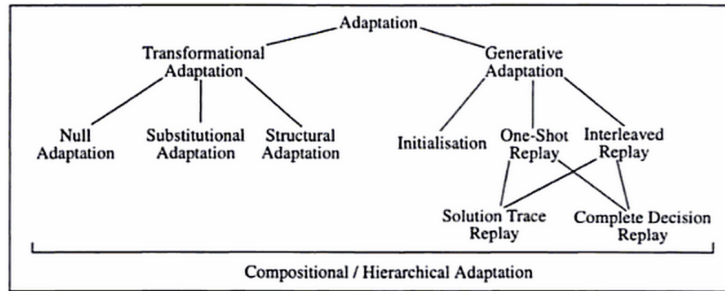 Adaptation
Transformational
Adaptation
Generative
Adaptation
Null
Adaptation
Substitutional
Adaptation
Structural
Adaptation
Initialisation
One-Shot
Replay
Interleaved
Replay
Solution Trace
Replay
Complete Decision
Replay
Compositional / Hierarchical Adaptation